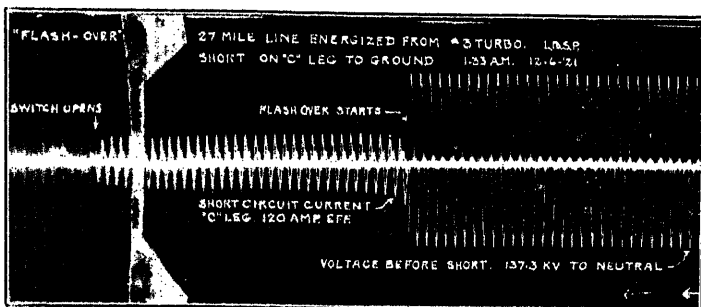 "FLASH-OVER"
27 MILE LINE ENERGIZED FROM #3 TURBO. L.B.S.P.
SHORT ON "C" LEG TO GROUND 1:33 A.M. 12-6-'21
SWITCH OPENS
FLASH OVER STARTS
SHORT CIRCUIT CURRENT
"C" LEG. 120 AMP. EFF.
VOLTAGE BEFORE SHORT. 137.3 KV TO NEUTRAL